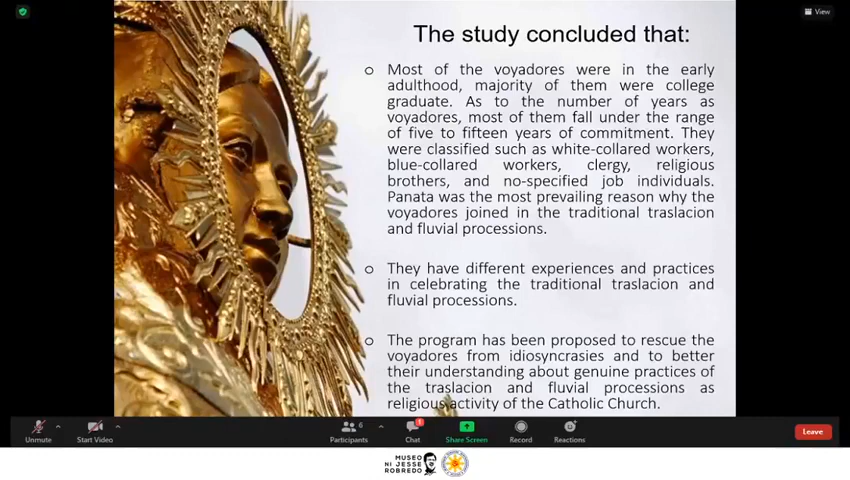 View
The study concluded that:
o Most of the voyadores were in the early
adulthood, majority of them were college
graduate. As to the number of years as
voyadores, most of them fall under the range
of five to fifteen years of commitment. They
were classified such as white-collared workers,
blue-collared workers, clergy, religious
brothers, and no-specified job individuals.
Panata was the most prevailing reason why the
voyadores joined in the traditional traslacion
and fluvial processions.
o They have different experiences and practices
in celebrating the traditional traslacion and
fluvial processions.
o The program has been proposed to rescue the
voyadores from idiosyncrasies and to better
their understanding about genuine practices of
the traslacion and fluvial processions as
religious activity of the Catholic Church.
Unmute
Start Video
6
Participants
1
Chat
Share Screen
Record
Reactions
Leave
MUSEO
NI JESSE
ROBREDO